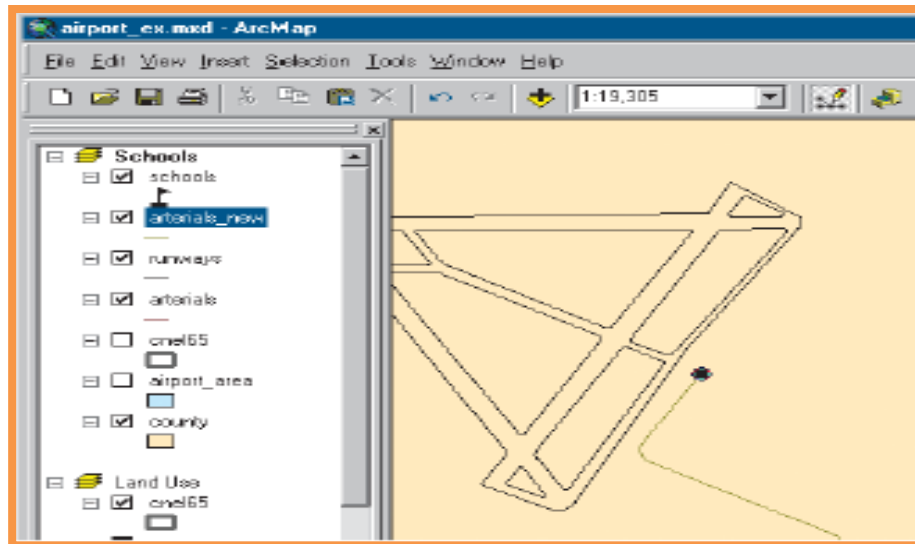 airport_ex.mxd - ArcMap
File Edit View Insert Selection Tools Window Help
1:19,305
Schools
schools
arterials_new
runways
arterials
cnel65
airport_area
county
Land Use
cnel65